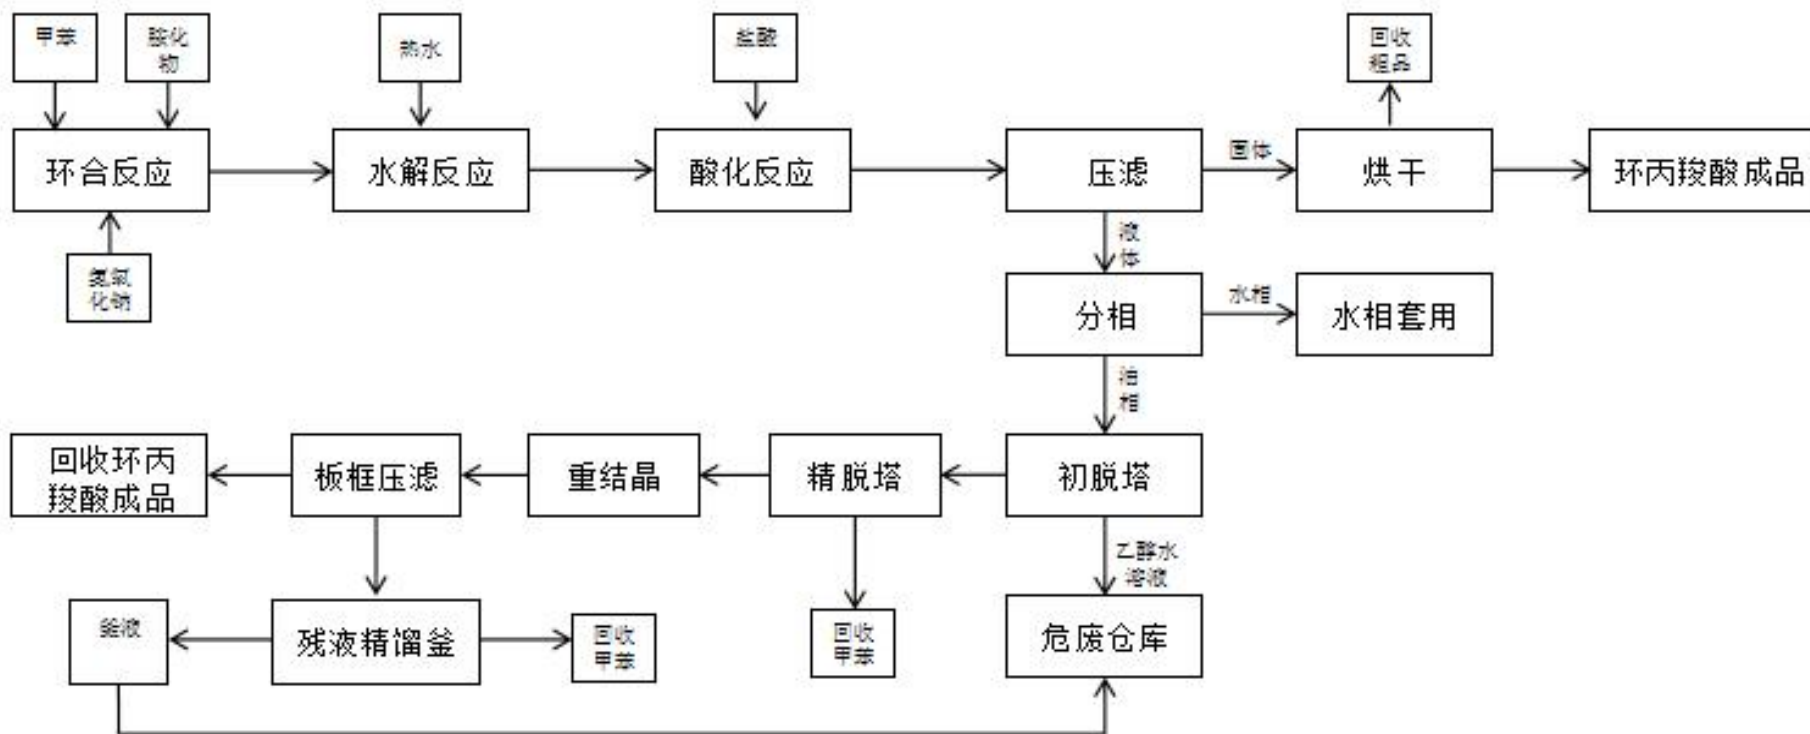 甲苯
胺化
物
热水
盐酸
回收
粗品
环合反应
水解反应
酸化反应
压滤
固体
烘干
环丙羧酸成品
氢氧
化钠
液
体
分相
水相
水相套用
油
相
回收环丙
羧酸成品
板框压滤
重结晶
精脱塔
初脱塔
乙醇水
溶液
釜液
残液精馏釜
回收
甲苯
回收
甲苯
危废仓库